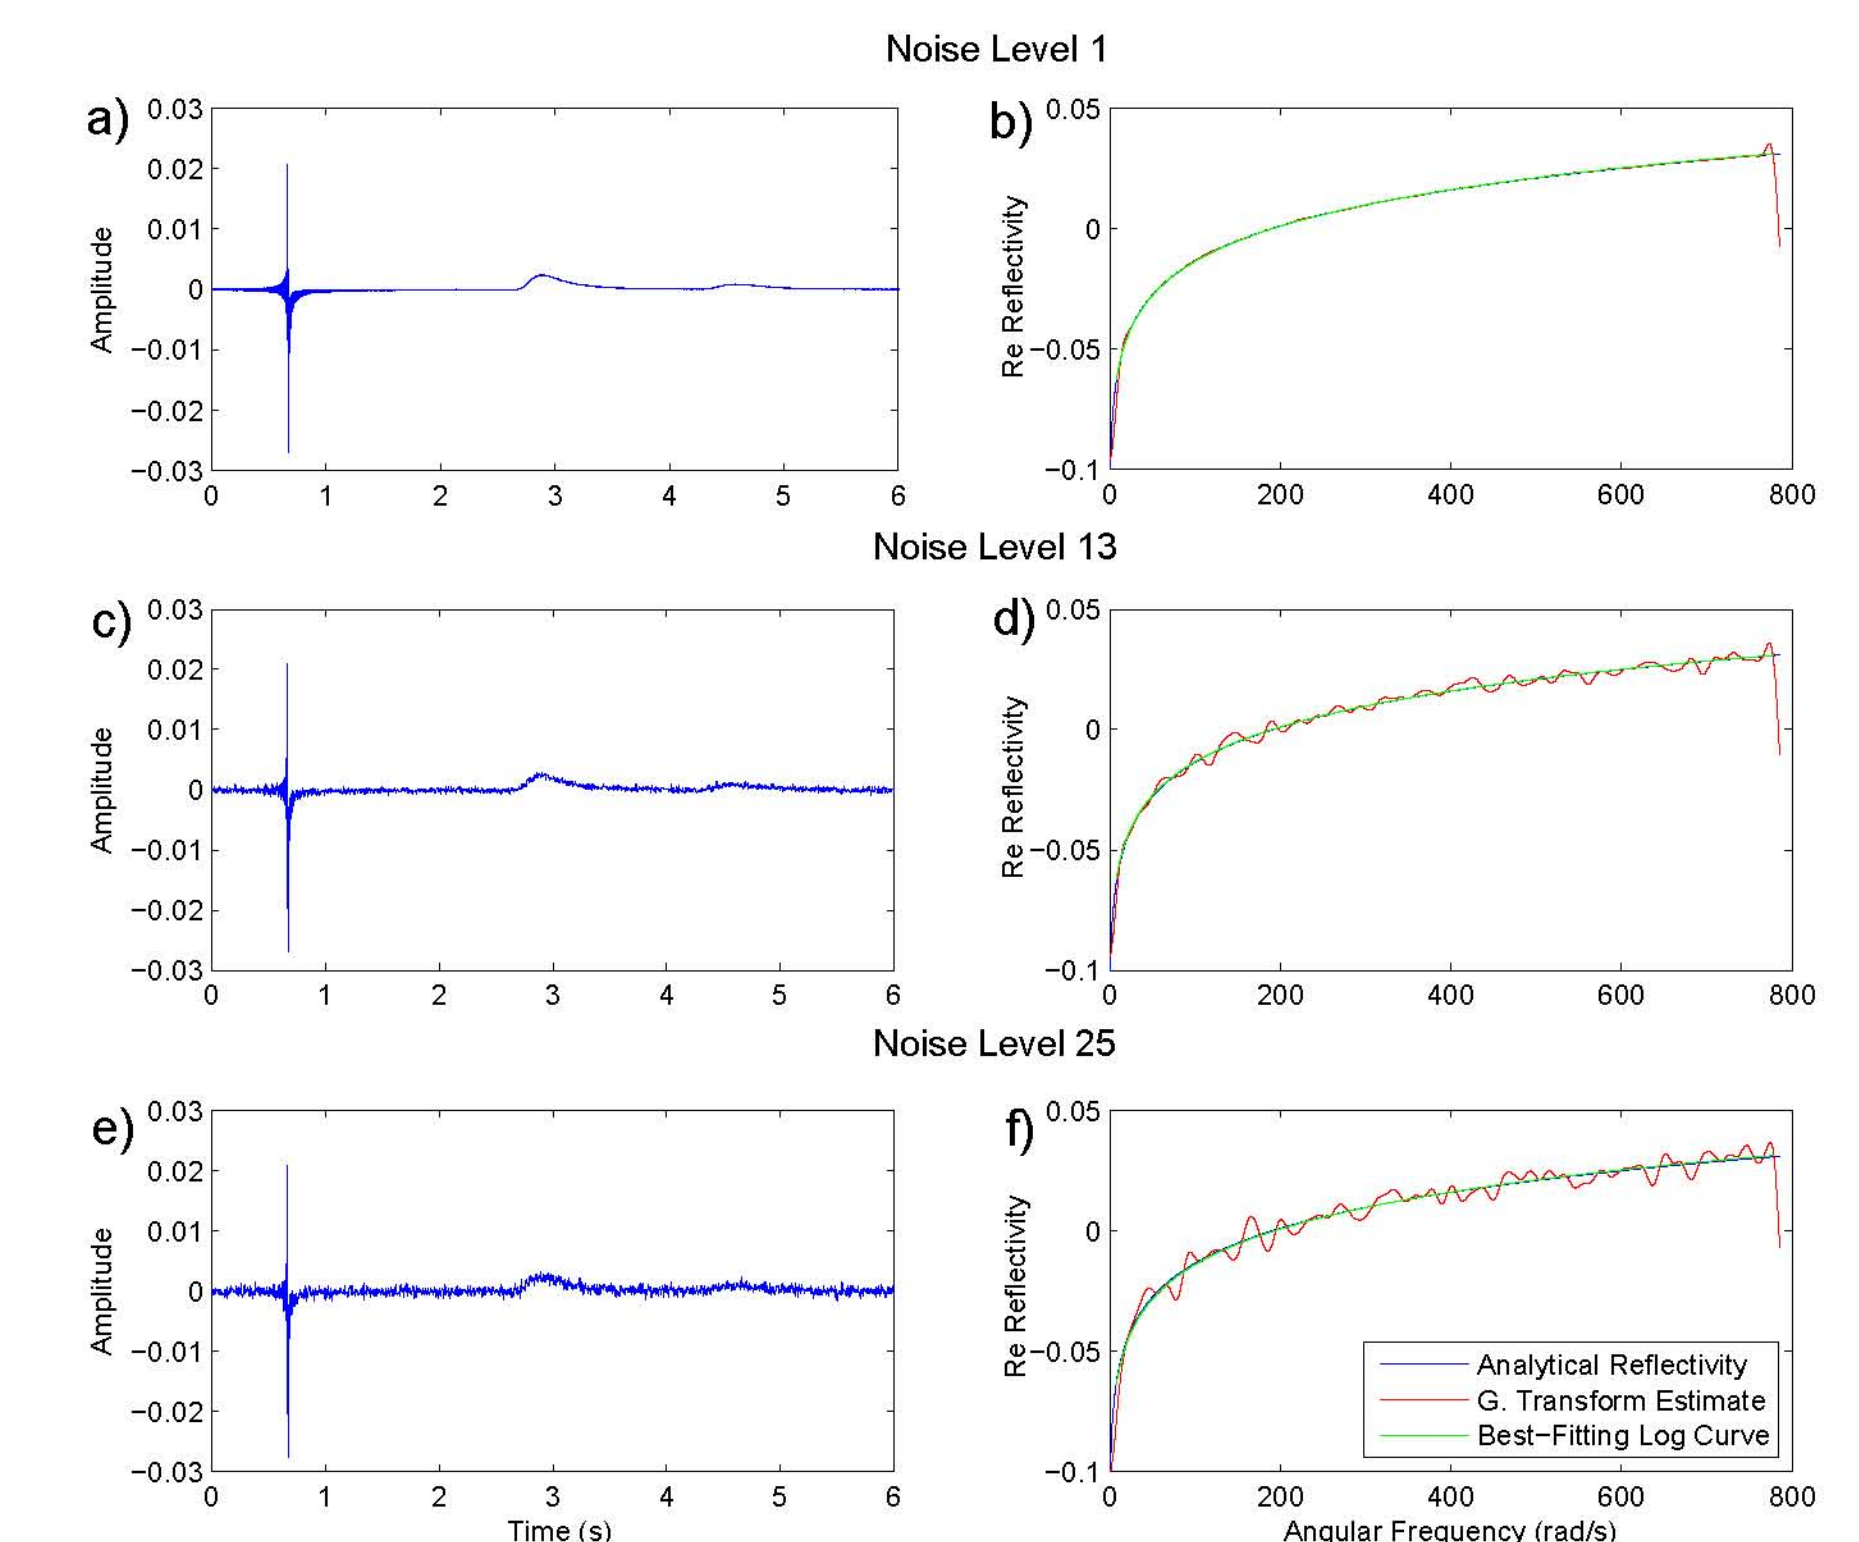 Noise Level 1
a)
0.03
0.02
0.01
0
−0.01
−0.02
−0.03
Amplitude
0 1 2 3 4 5 6
b)
0.05
0
−0.05
−0.1
Re Reflectivity
0 200 400 600 800
Noise Level 13
c)
0.03
0.02
0.01
0
−0.01
−0.02
−0.03
Amplitude
0 1 2 3 4 5 6
d)
0.05
0
−0.05
−0.1
Re Reflectivity
0 200 400 600 800
Noise Level 25
e)
0.03
0.02
0.01
0
−0.01
−0.02
−0.03
Amplitude
0 1 2 3 4 5 6
Time (s)
f)
0.05
0
−0.05
−0.1
Re Reflectivity
Analytical Reflectivity
G. Transform Estimate
Best−Fitting Log Curve
0 200 400 600 800
Angular Frequency (rad/s)